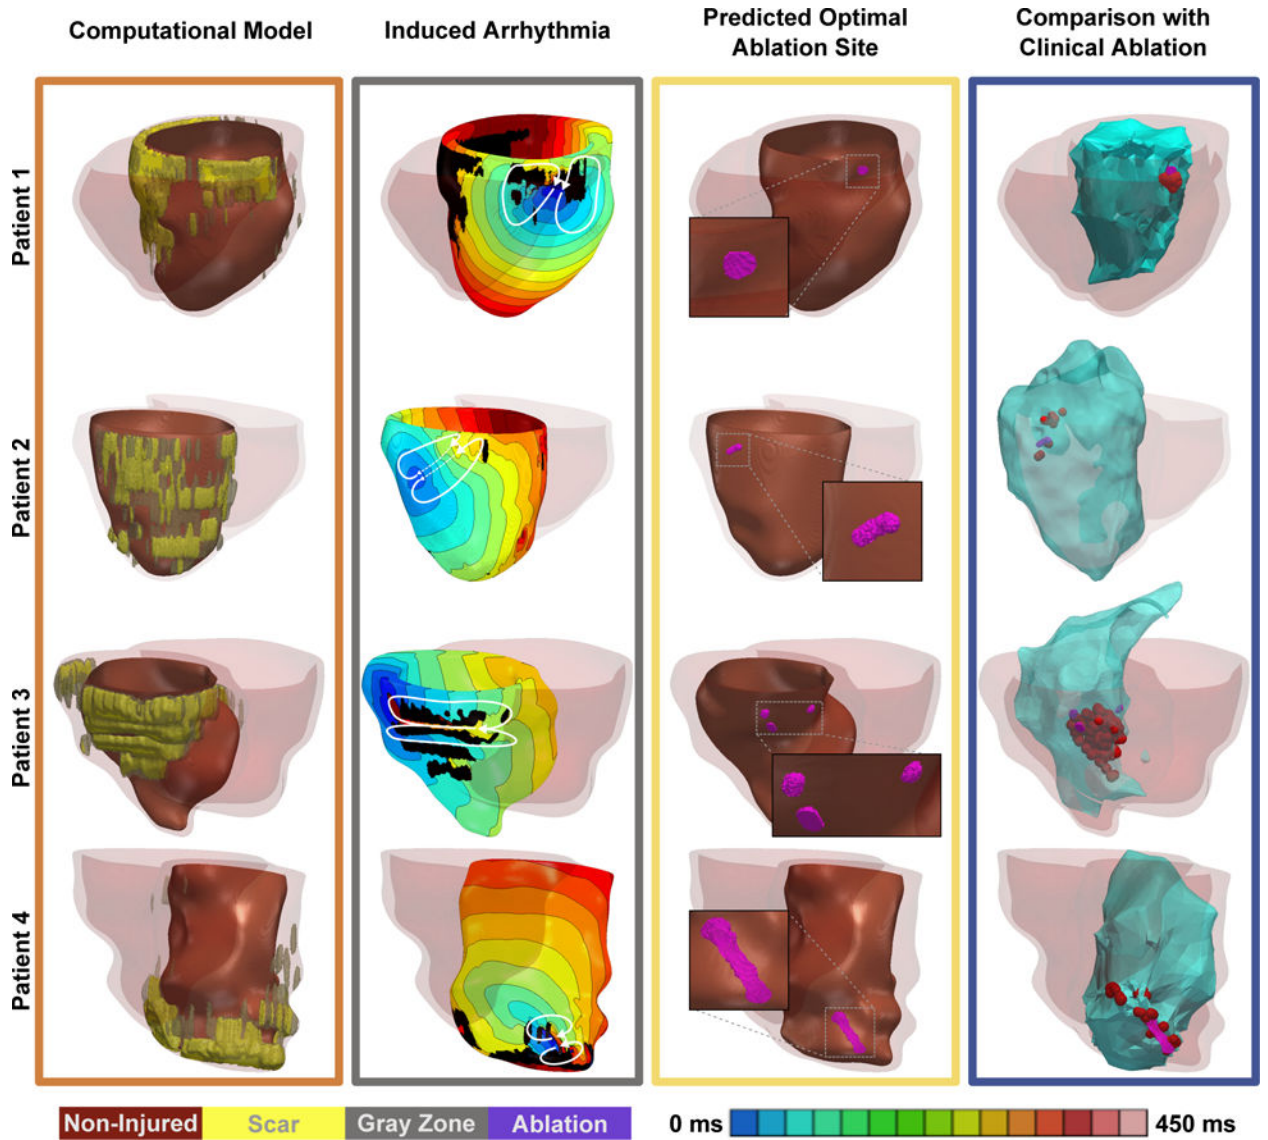 Computational Model
Induced Arrhythmia
Predicted Optimal
Ablation Site
Comparison with
Clinical Ablation
Patient 1
Patient 2
Patient 3
Patient 4
Non-Injured
Scar
Gray Zone
Ablation
0 ms
450 ms